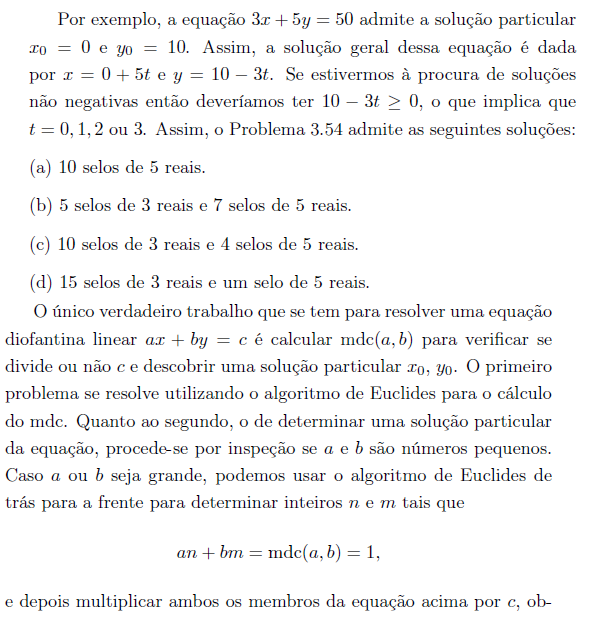 Por exemplo, a equação 3x + 5y = 50 admite a solução particular
x₀ = 0 e y₀ = 10. Assim, a solução geral dessa equação é dada
por x = 0 + 5t e y = 10 − 3t. Se estivermos à procura de soluções
não negativas então deveríamos ter 10 − 3t ≥ 0, o que implica que
t = 0, 1, 2 ou 3. Assim, o Problema 3.54 admite as seguintes soluções:
(a) 10 selos de 5 reais.
(b) 5 selos de 3 reais e 7 selos de 5 reais.
(c) 10 selos de 3 reais e 4 selos de 5 reais.
(d) 15 selos de 3 reais e um selo de 5 reais.
O único verdadeiro trabalho que se tem para resolver uma equação
diofantina linear ax + by = c é calcular mdc(a, b) para verificar se
divide ou não c e descobrir uma solução particular x₀, y₀. O primeiro
problema se resolve utilizando o algoritmo de Euclides para o cálculo
do mdc. Quanto ao segundo, o de determinar uma solução particular
da equação, procede-se por inspeção se a e b são números pequenos.
Caso a ou b seja grande, podemos usar o algoritmo de Euclides de
trás para a frente para determinar inteiros n e m tais que
an + bm = mdc(a, b) = 1,
e depois multiplicar ambos os membros da equação acima por c, ob-